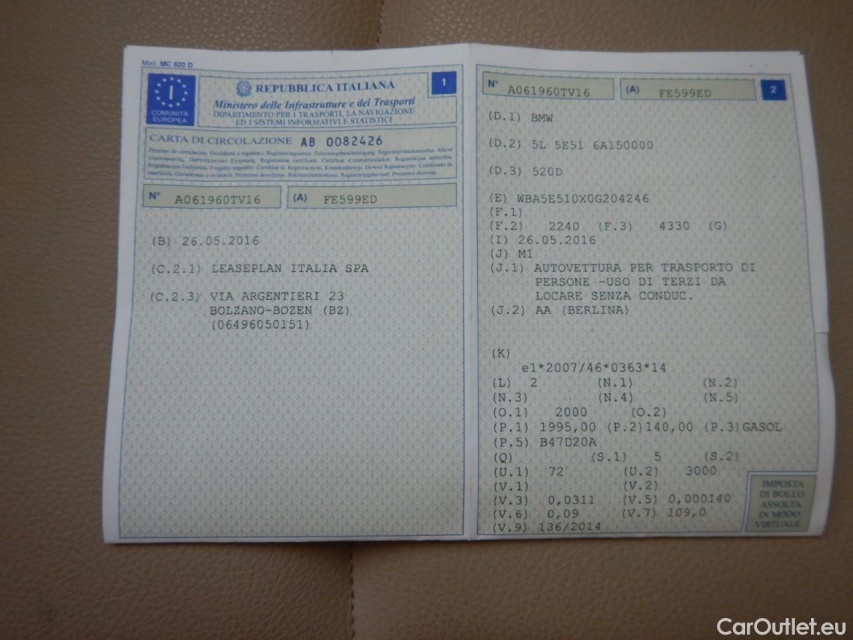 Mod. MC 820 D
I
COMUNITÀ
EUROPEA
REPUBBLICA ITALIANA
1
Ministero delle Infrastrutture e dei Trasporti
DIPARTIMENTO PER I TRASPORTI, LA NAVIGAZIONE
ED I SISTEMI INFORMATIVI E STATISTICI
CARTA DI CIRCOLAZIONE AB 0082426
N° A061960TV16 (A) FE599ED
(B) 26.05.2016
(C.2.1) LEASEPLAN ITALIA SPA
(C.2.3) VIA ARGENTIERI 23
BOLZANO-BOZEN (BZ)
(06496050151)
N° A061960TV16 (A) FE599ED 2
(D.1) BMW
(D.2) 5L 5E51 6A150000
(D.3) 520D
(E) WBA5E510X0G204246
(F.1)
(F.2) 2240 (F.3) 4330 (G)
(I) 26.05.2016
(J) M1
(J.1) AUTOVETTURA PER TRASPORTO DI
PERSONE -USO DI TERZI DA
LOCARE SENZA CONDUC.
(J.2) AA (BERLINA)
(K)
e1*2007/46*0363*14
(L) 2 (N.1) (N.2)
(N.3) (N.4) (N.5)
(O.1) 2000 (O.2)
(P.1) 1995,00 (P.2)140,00 (P.3)GASOL
(P.5) B47D20A
(Q) (S.1) 5 (S.2)
(U.1) 72 (U.2) 3000
(V.1) (V.2)
(V.3) 0,0311 (V.5) 0,000140
(V.6) 0,09 (V.7) 109,0
(V.9) 136/2014
IMPOSTA
DI BOLLO
ASSOLTA
IN MODO
VIRTUALE
CarOutlet.eu